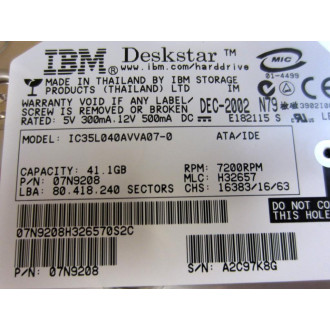 IBM Deskstar™
www.ibm.com/harddrive
MIC
01-4499
MADE IN THAILAND BY IBM STORAGE
PRODUCTS (THAILAND) LTD IM
WARRANTY VOID IF ANY LABEL/
SCREW IS REMOVED OR BROKEN DEC-2002 N79
RATED: 5V 300mA.12V 500mA E182115 S
MODEL: IC35L040AVVA07-0 ATA/IDE
CAPACITY: 41.1GB RPM: 7200RPM
P/N: 07N9208 MLC: H32657
LBA: 80.418.240 SECTORS CHS: 16383/16/63
DO NOT CO
THIS HOLE
07N9208H326570S2C
P/N: 07N9208 S/N: A2C97K8G